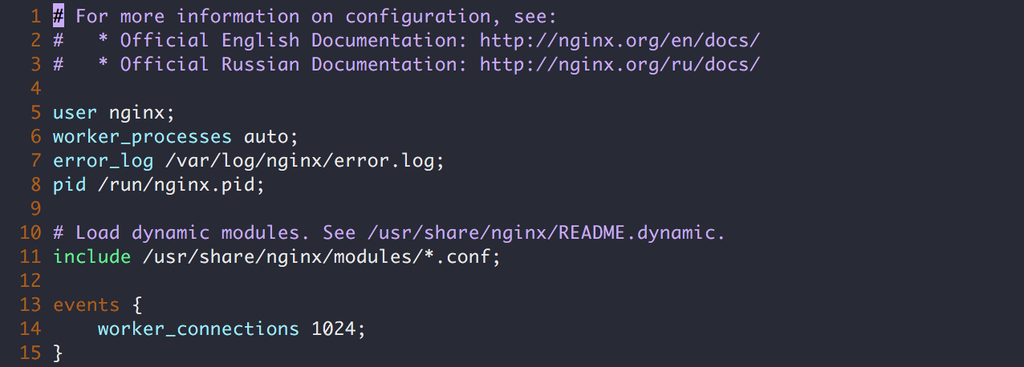 1 # For more information on configuration, see:
2 #   * Official English Documentation: http://nginx.org/en/docs/
3 #   * Official Russian Documentation: http://nginx.org/ru/docs/
4
5 user nginx;
6 worker_processes auto;
7 error_log /var/log/nginx/error.log;
8 pid /run/nginx.pid;
9
10 # Load dynamic modules. See /usr/share/nginx/README.dynamic.
11 include /usr/share/nginx/modules/*.conf;
12
13 events {
14     worker_connections 1024;
15 }